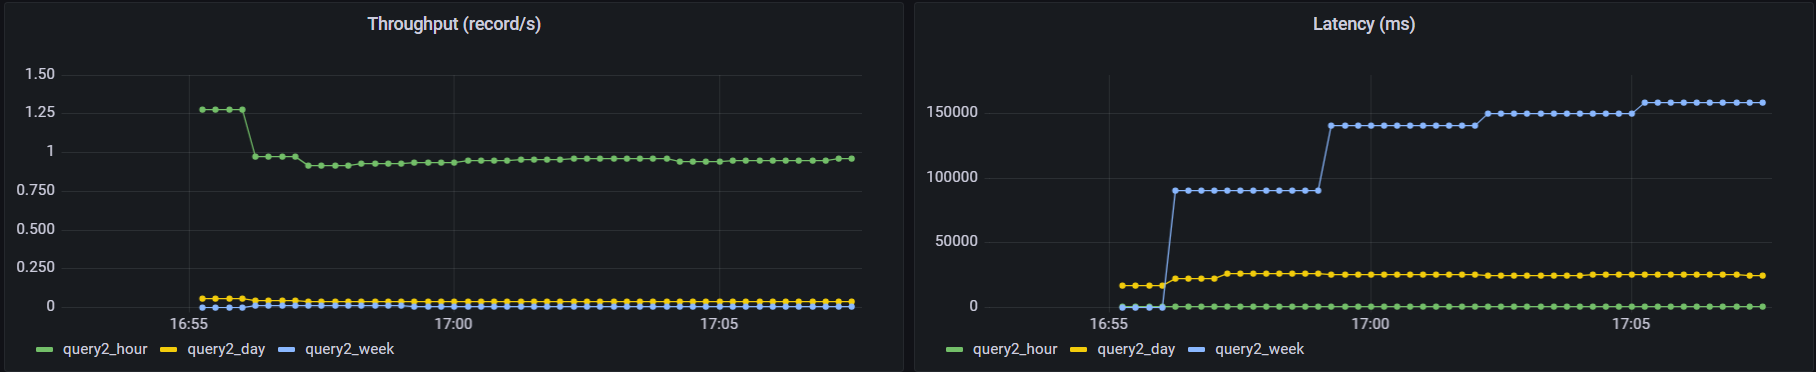 Throughput (record/s)
1.50
1.25
1
0.750
0.500
0.250
0
16:55 17:00 17:05
query2_hour query2_day query2_week
Latency (ms)
150000
100000
50000
0
16:55 17:00 17:05
query2_hour query2_day query2_week